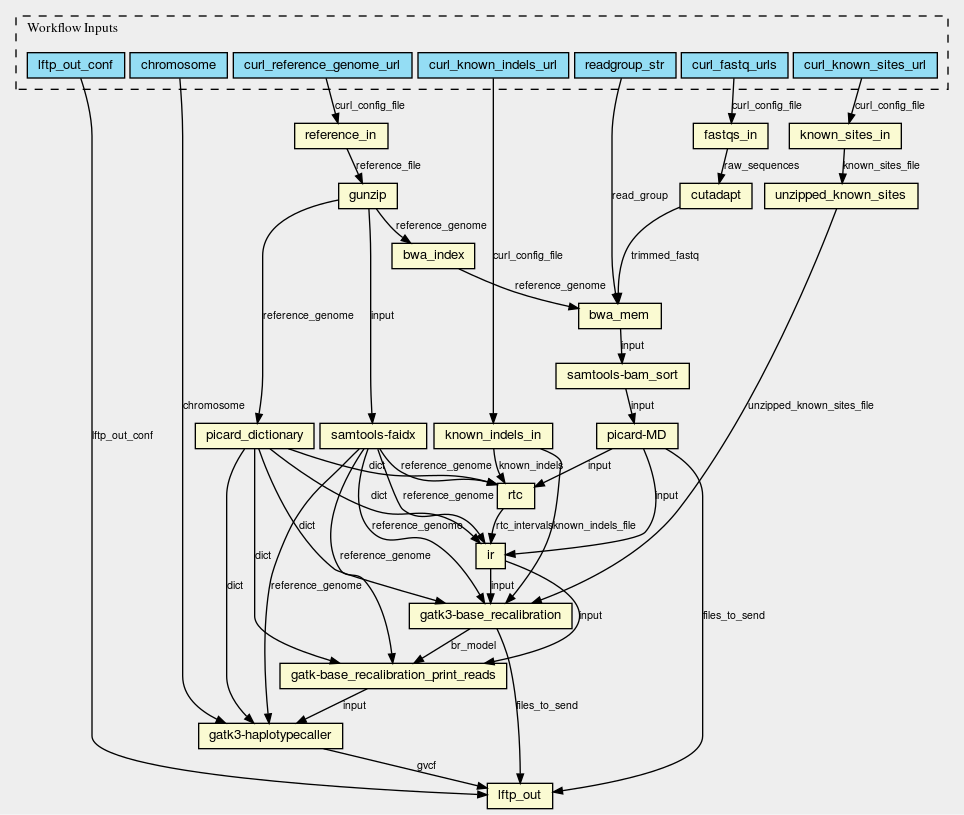 Workflow Inputs
lftp_out_conf
chromosome
curl_reference_genome_url
curl_known_indels_url
readgroup_str
curl_fastq_urls
curl_known_sites_url
curl_config_file
curl_config_file
curl_config_file
reference_in
fastqs_in
known_sites_in
reference_file
raw_sequences
known_sites_file
gunzip
read_group
cutadapt
unzipped_known_sites
reference_genome
bwa_index
curl_config_file
trimmed_fastq
reference_genome
bwa_mem
reference_genome
input
input
samtools-bam_sort
chromosome
input
unzipped_known_sites_file
lftp_out_conf
picard_dictionary
samtools-faidx
known_indels_in
picard-MD
dict
reference_genome
known_indels
input
rtc
dict
reference_genome
input
dict
reference_genome
rtc_intervals
known_indels_file
dict
reference_genome
ir
dict
reference_genome
input
gatk3-base_recalibration
input
files_to_send
br_model
gatk-base_recalibration_print_reads
input
files_to_send
gatk3-haplotypecaller
gvcf
lftp_out